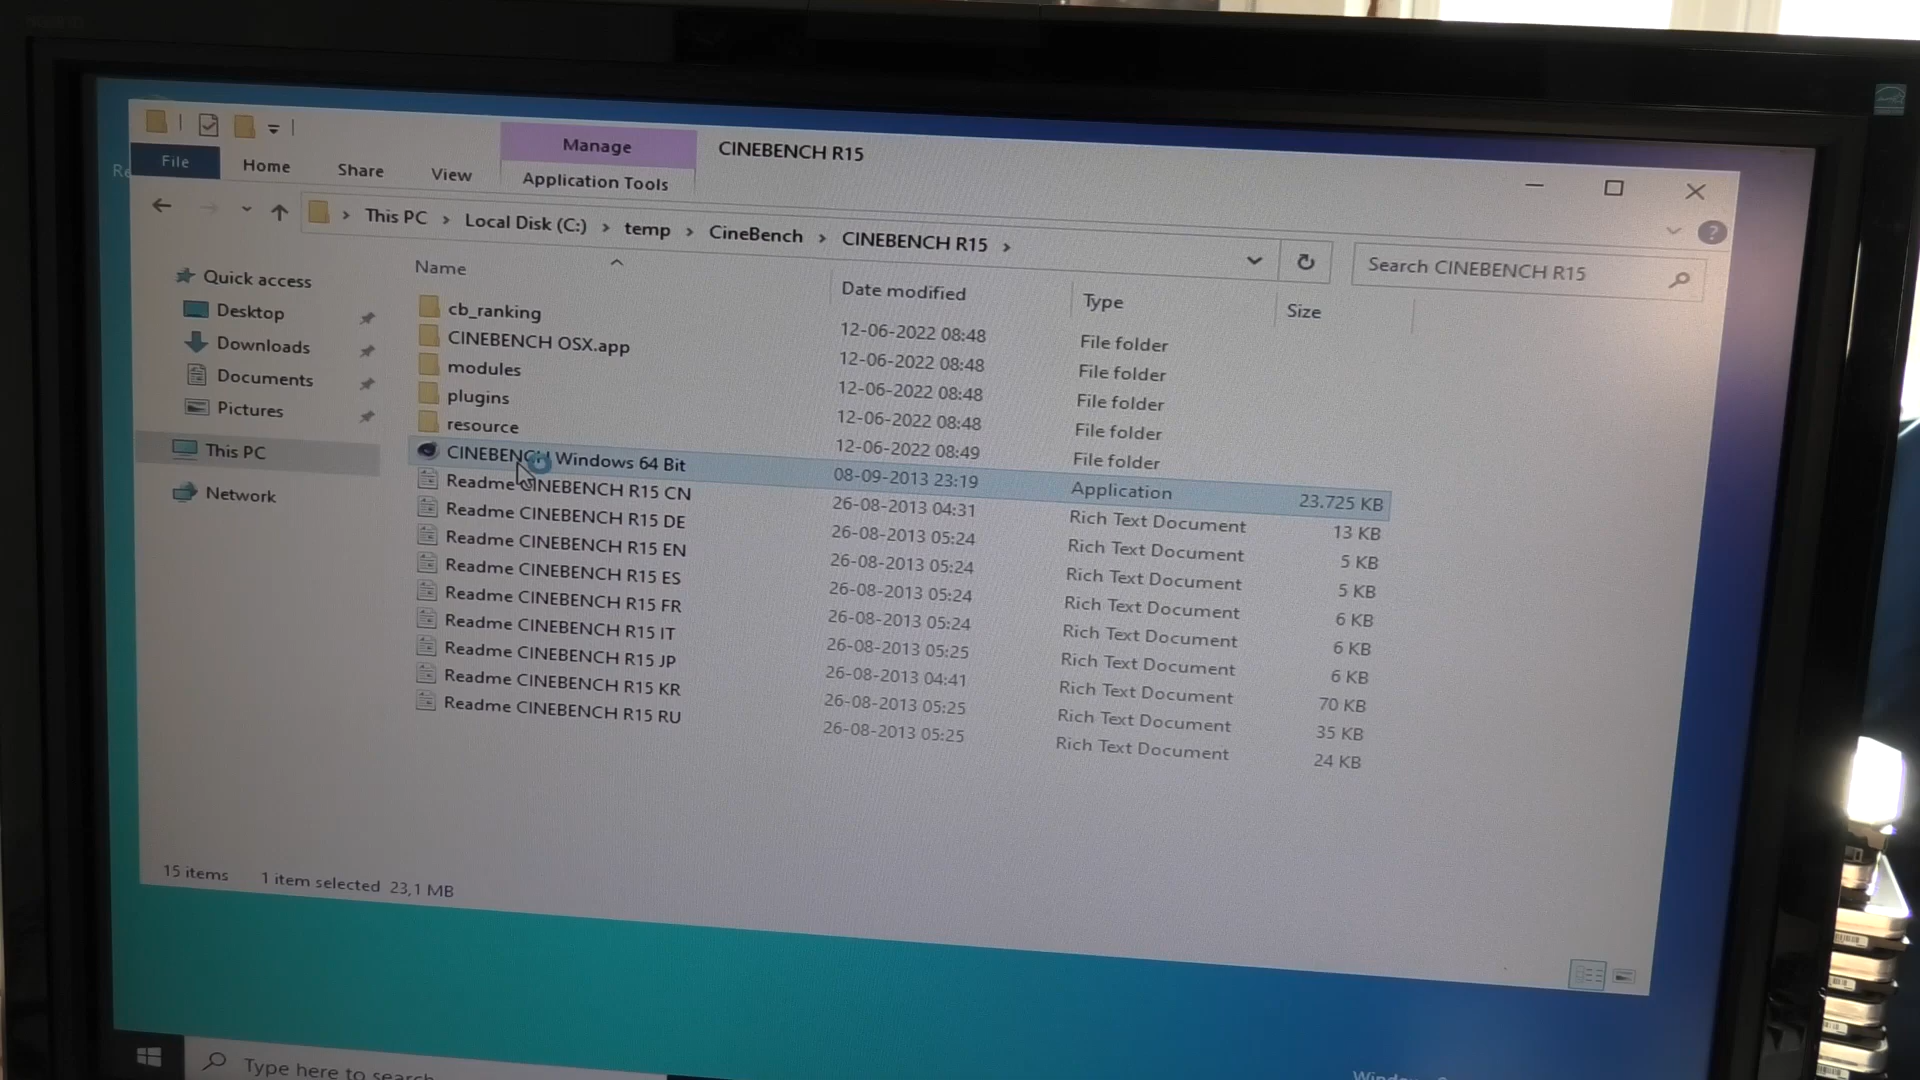 Manage
CINEBENCH R15
File
Home
Share
View
Application Tools
This PC
Local Disk (C:)
temp
CineBench
CINEBENCH R15
Search CINEBENCH R15
Quick access
Desktop
Downloads
Documents
Pictures
This PC
Network
Name
Date modified
Type
Size
cb_ranking 12-06-2022 08:48 File folder
CINEBENCH OSX.app 12-06-2022 08:48 File folder
modules 12-06-2022 08:48 File folder
plugins 12-06-2022 08:48 File folder
resource 12-06-2022 08:49 File folder
CINEBENCH Windows 64 Bit 08-09-2013 23:19 Application 23.725 KB
Readme CINEBENCH R15 CN 26-08-2013 04:31 Rich Text Document 13 KB
Readme CINEBENCH R15 DE 26-08-2013 05:24 Rich Text Document 5 KB
Readme CINEBENCH R15 EN 26-08-2013 05:24 Rich Text Document 5 KB
Readme CINEBENCH R15 ES 26-08-2013 05:24 Rich Text Document 6 KB
Readme CINEBENCH R15 FR 26-08-2013 05:24 Rich Text Document 6 KB
Readme CINEBENCH R15 IT 26-08-2013 05:25 Rich Text Document 6 KB
Readme CINEBENCH R15 JP 26-08-2013 04:41 Rich Text Document 70 KB
Readme CINEBENCH R15 KR 26-08-2013 05:25 Rich Text Document 35 KB
Readme CINEBENCH R15 RU 26-08-2013 05:25 Rich Text Document 24 KB
15 items
1 item selected 23,1 MB
Type here to search